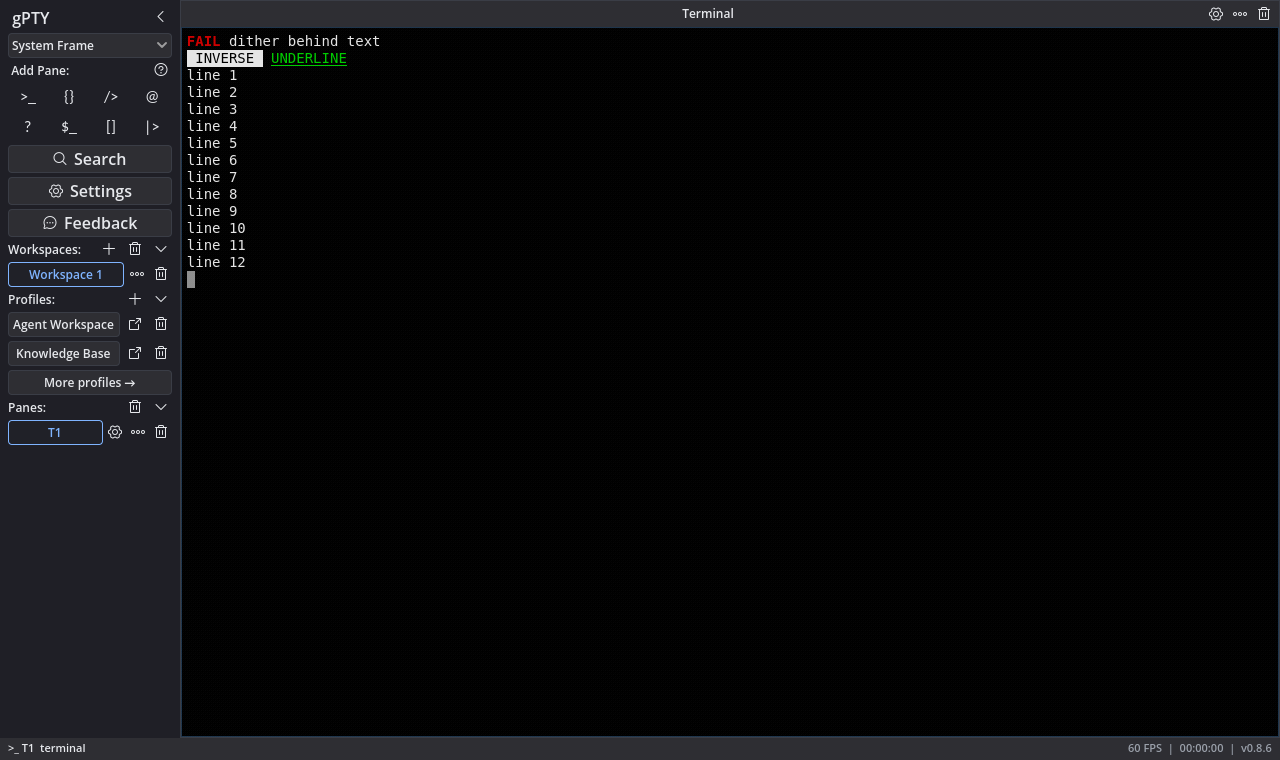 gPTY
System Frame
Add Pane:
>_ {} /> @
? $_ [] |>
Search
Settings
Feedback
Workspaces:
Workspace 1
Profiles:
Agent Workspace
Knowledge Base
More profiles →
Panes:
T1
Terminal
FAIL dither behind text
INVERSE UNDERLINE
line 1
line 2
line 3
line 4
line 5
line 6
line 7
line 8
line 9
line 10
line 11
line 12
>_ T1 terminal
60 FPS | 00:00:00 | v0.8.6